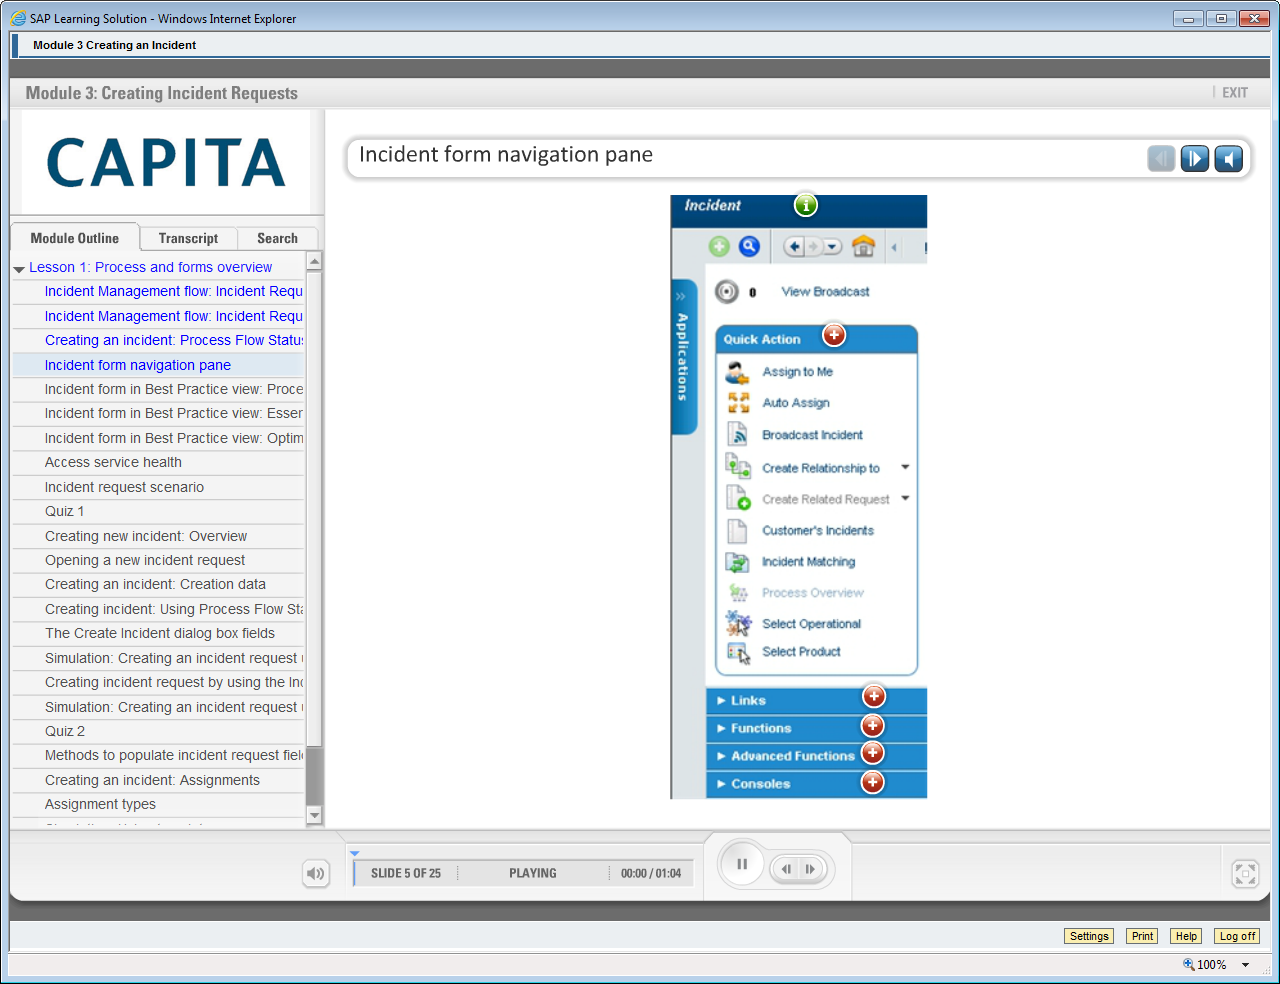 SAP Learning Solution - Windows Internet Explorer
Module 3 Creating an Incident
Module 3: Creating Incident Requests
EXIT
CAPITA
Module Outline
Transcript
Search
Lesson 1: Process and forms overview
Incident Management flow: Incident Requ
Incident Management flow: Incident Requ
Creating an incident: Process Flow Status
Incident form navigation pane
Incident form in Best Practice view: Proce
Incident form in Best Practice view: Esser
Incident form in Best Practice view: Optim
Access service health
Incident request scenario
Quiz 1
Creating new incident: Overview
Opening a new incident request
Creating an incident: Creation data
Creating incident: Using Process Flow Sta
The Create Incident dialog box fields
Simulation: Creating an incident request u
Creating incident request by using the Inc
Simulation: Creating an incident request u
Quiz 2
Methods to populate incident request field
Creating an incident: Assignments
Assignment types
Incident form navigation pane
Incident
0 View Broadcast
Applications
Quick Action
Assign to Me
Auto Assign
Broadcast Incident
Create Relationship to
Create Related Request
Customer's Incidents
Incident Matching
Process Overview
Select Operational
Select Product
Links
Functions
Advanced Functions
Consoles
SLIDE 5 OF 25
PLAYING
00:00 / 01:04
Settings
Print
Help
Log off
100%